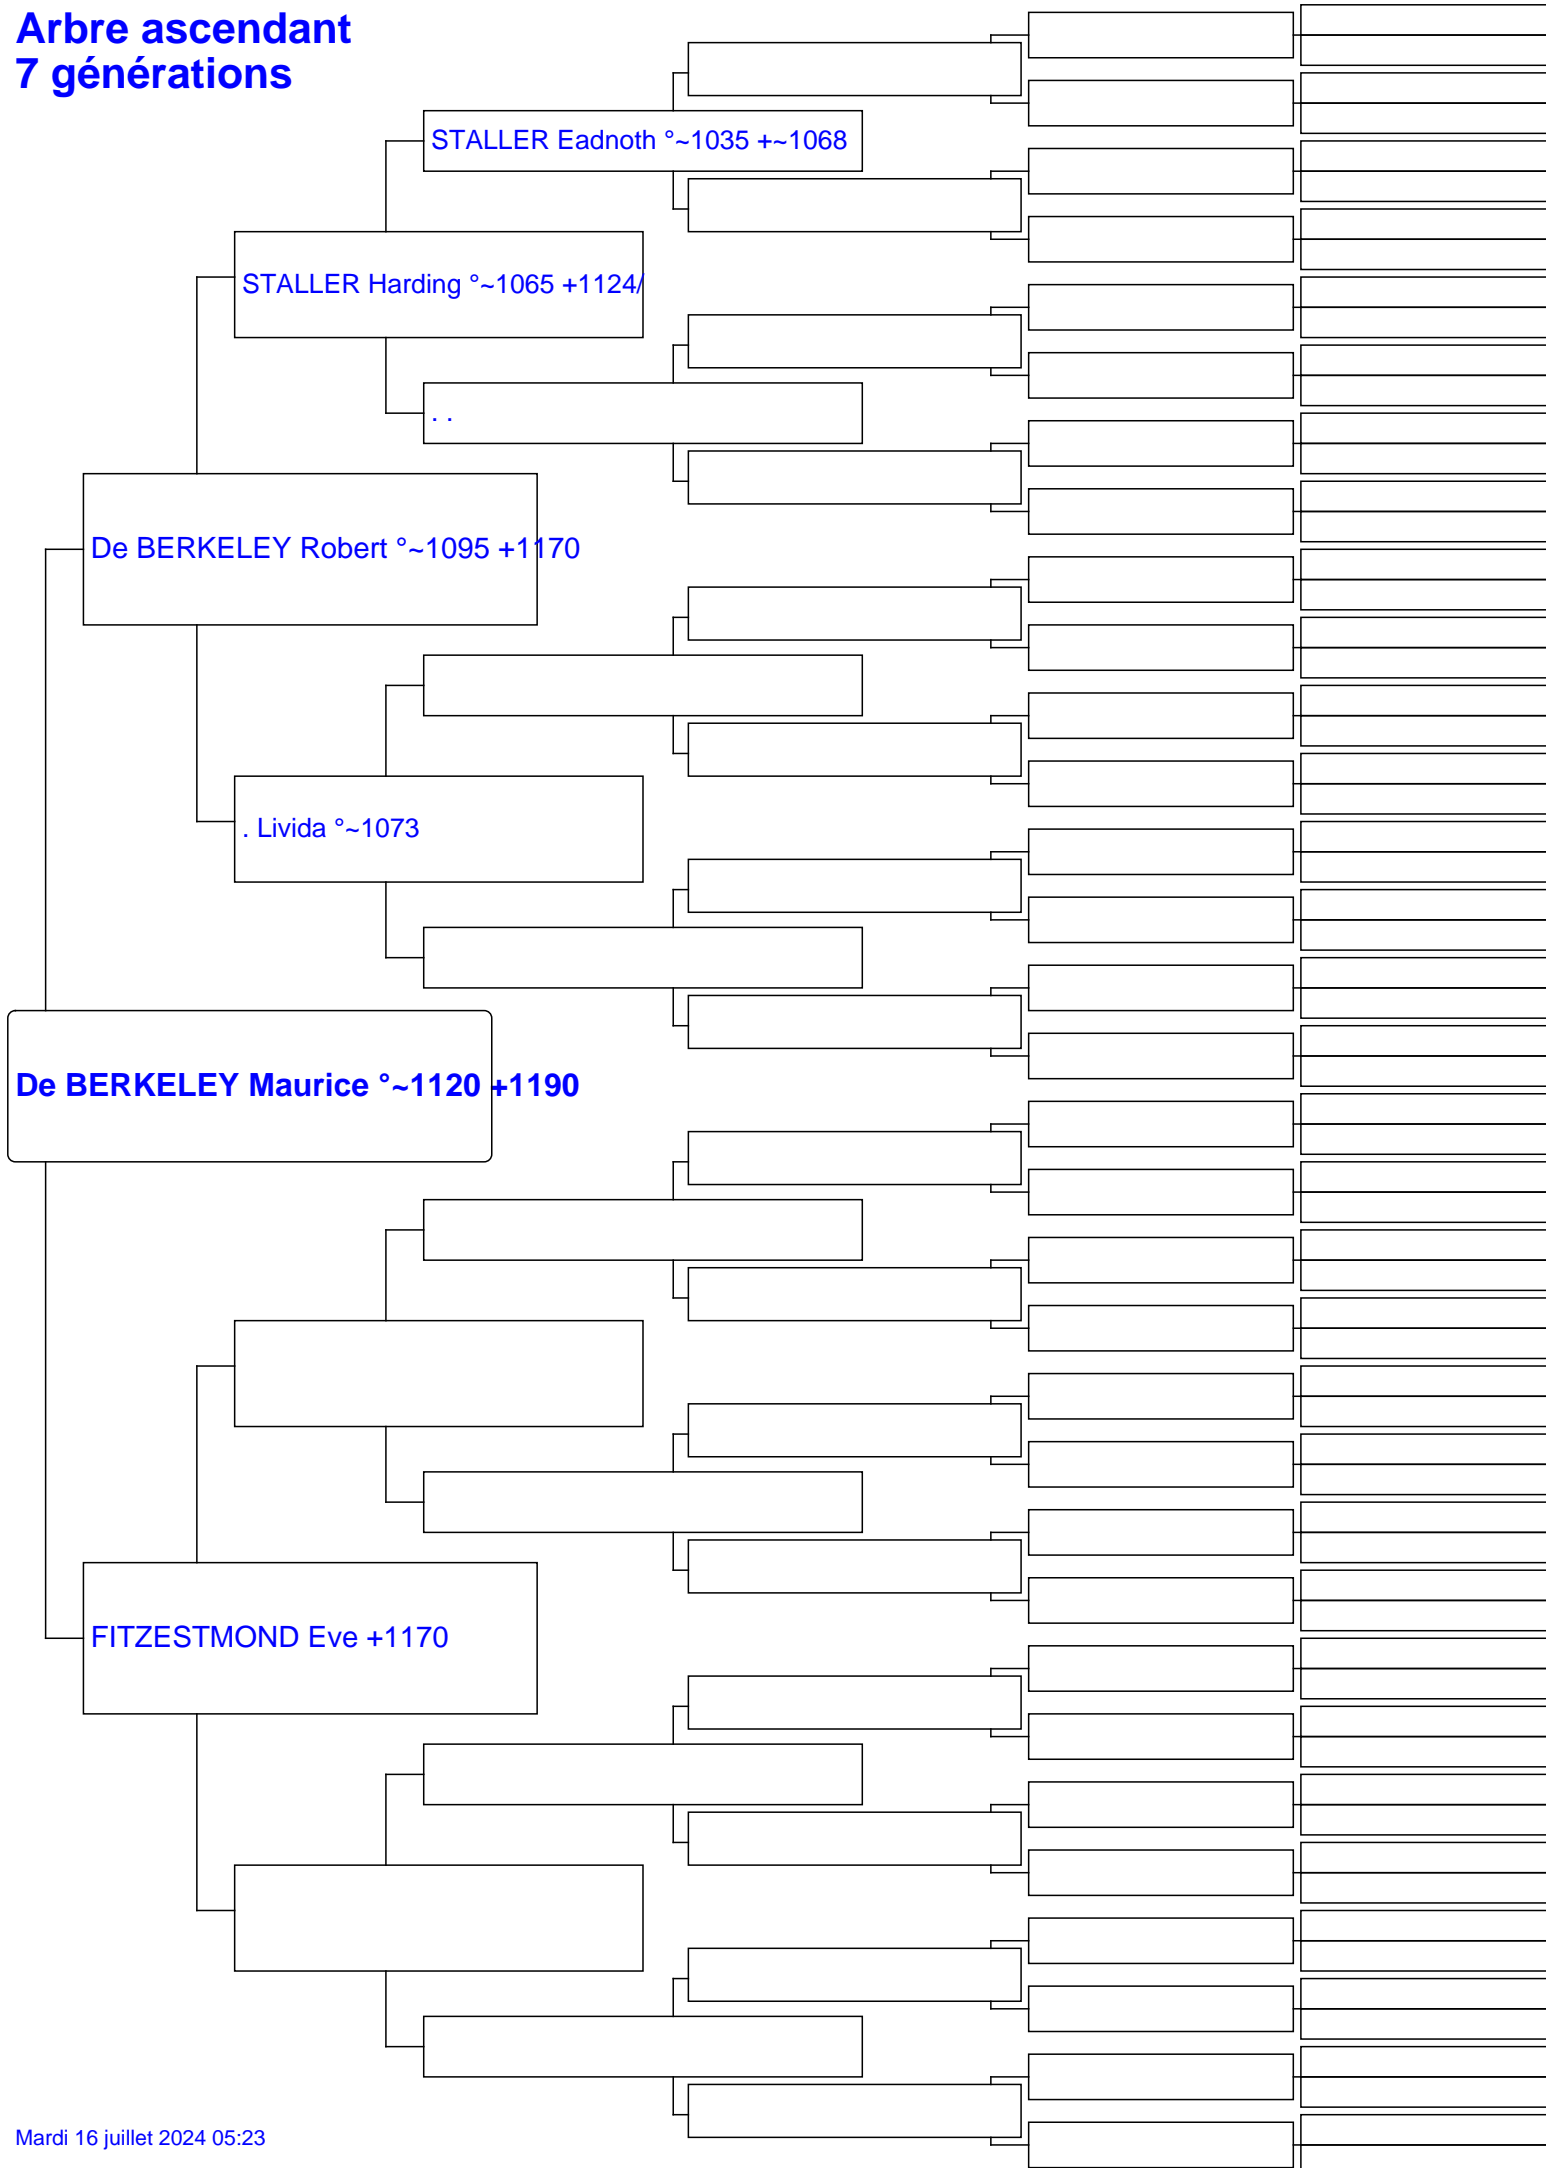 Arbre ascendant
7 générations
STALLER Eadnoth °~1035 +~1068
STALLER Harding °~1065 +1124/
. .
De BERKELEY Robert °~1095 +1170
. Livida °~1073
De BERKELEY Maurice °~1120 +1190
FITZESTMOND Eve +1170
Mardi 16 juillet 2024 05:23